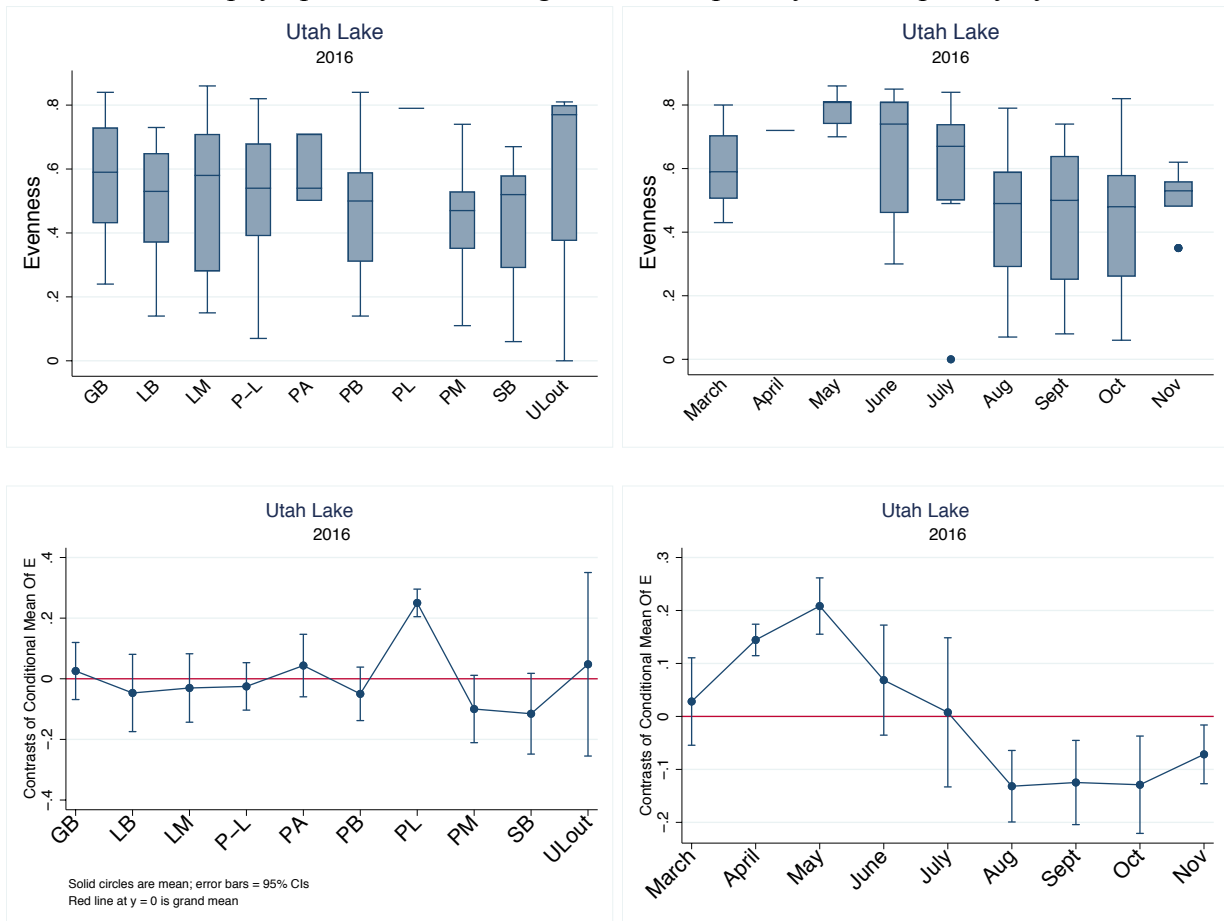 Utah Lake
2016
Evenness
.8
.6
.4
.2
0
GB LB LM P-L PA PB PL PM SB ULout
Utah Lake
2016
Evenness
.8
.6
.4
.2
0
March April May June July Aug Sept Oct Nov
Utah Lake
2016
Contrasts of Conditional Mean Of E
.4
.2
0
-.2
-.4
GB LB LM P-L PA PB PL PM SB ULout
Solid circles are mean; error bars = 95% CIs
Red line at y = 0 is grand mean
Utah Lake
2016
Contrasts of Conditional Mean Of E
.3
.2
.1
0
-.1
-.2
March April May June July Aug Sept Oct Nov